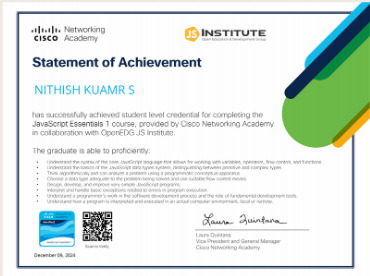 CISCO Networking Academy
JS INSTITUTE
Open Education & Development Group
Statement of Achievement
NITHISH KUAMR S
has successfully achieved student level credential for completing the
JavaScript Essentials 1 course, provided by Cisco Networking Academy
in collaboration with OpenEDG JS Institute.
The graduate is able to proficiently:
• Understand the syntax of the core JavaScript language that allows for working with variables, operators, flow control, and functions
• Understand the basics of the JavaScript data types system, distinguishing between primitive and complex types
• Think algorithmically and can analyze a problem using a programmatic conceptual apparatus
• Choose a data type adequate to the problem being solved and use suitable flow control means
• Design, develop, and improve very simple JavaScript programs
• Interpret and handle basic exceptions related to errors in program execution
• Understand a programmer's work in the software development process and the role of fundamental development tools
• Understand how a program is interpreted and executed in an actual computer environment, local or remote
CISCO
Scan to Verify
Laura Quintana
Laura Quintana
Vice President and General Manager
Cisco Networking Academy
December 09, 2024